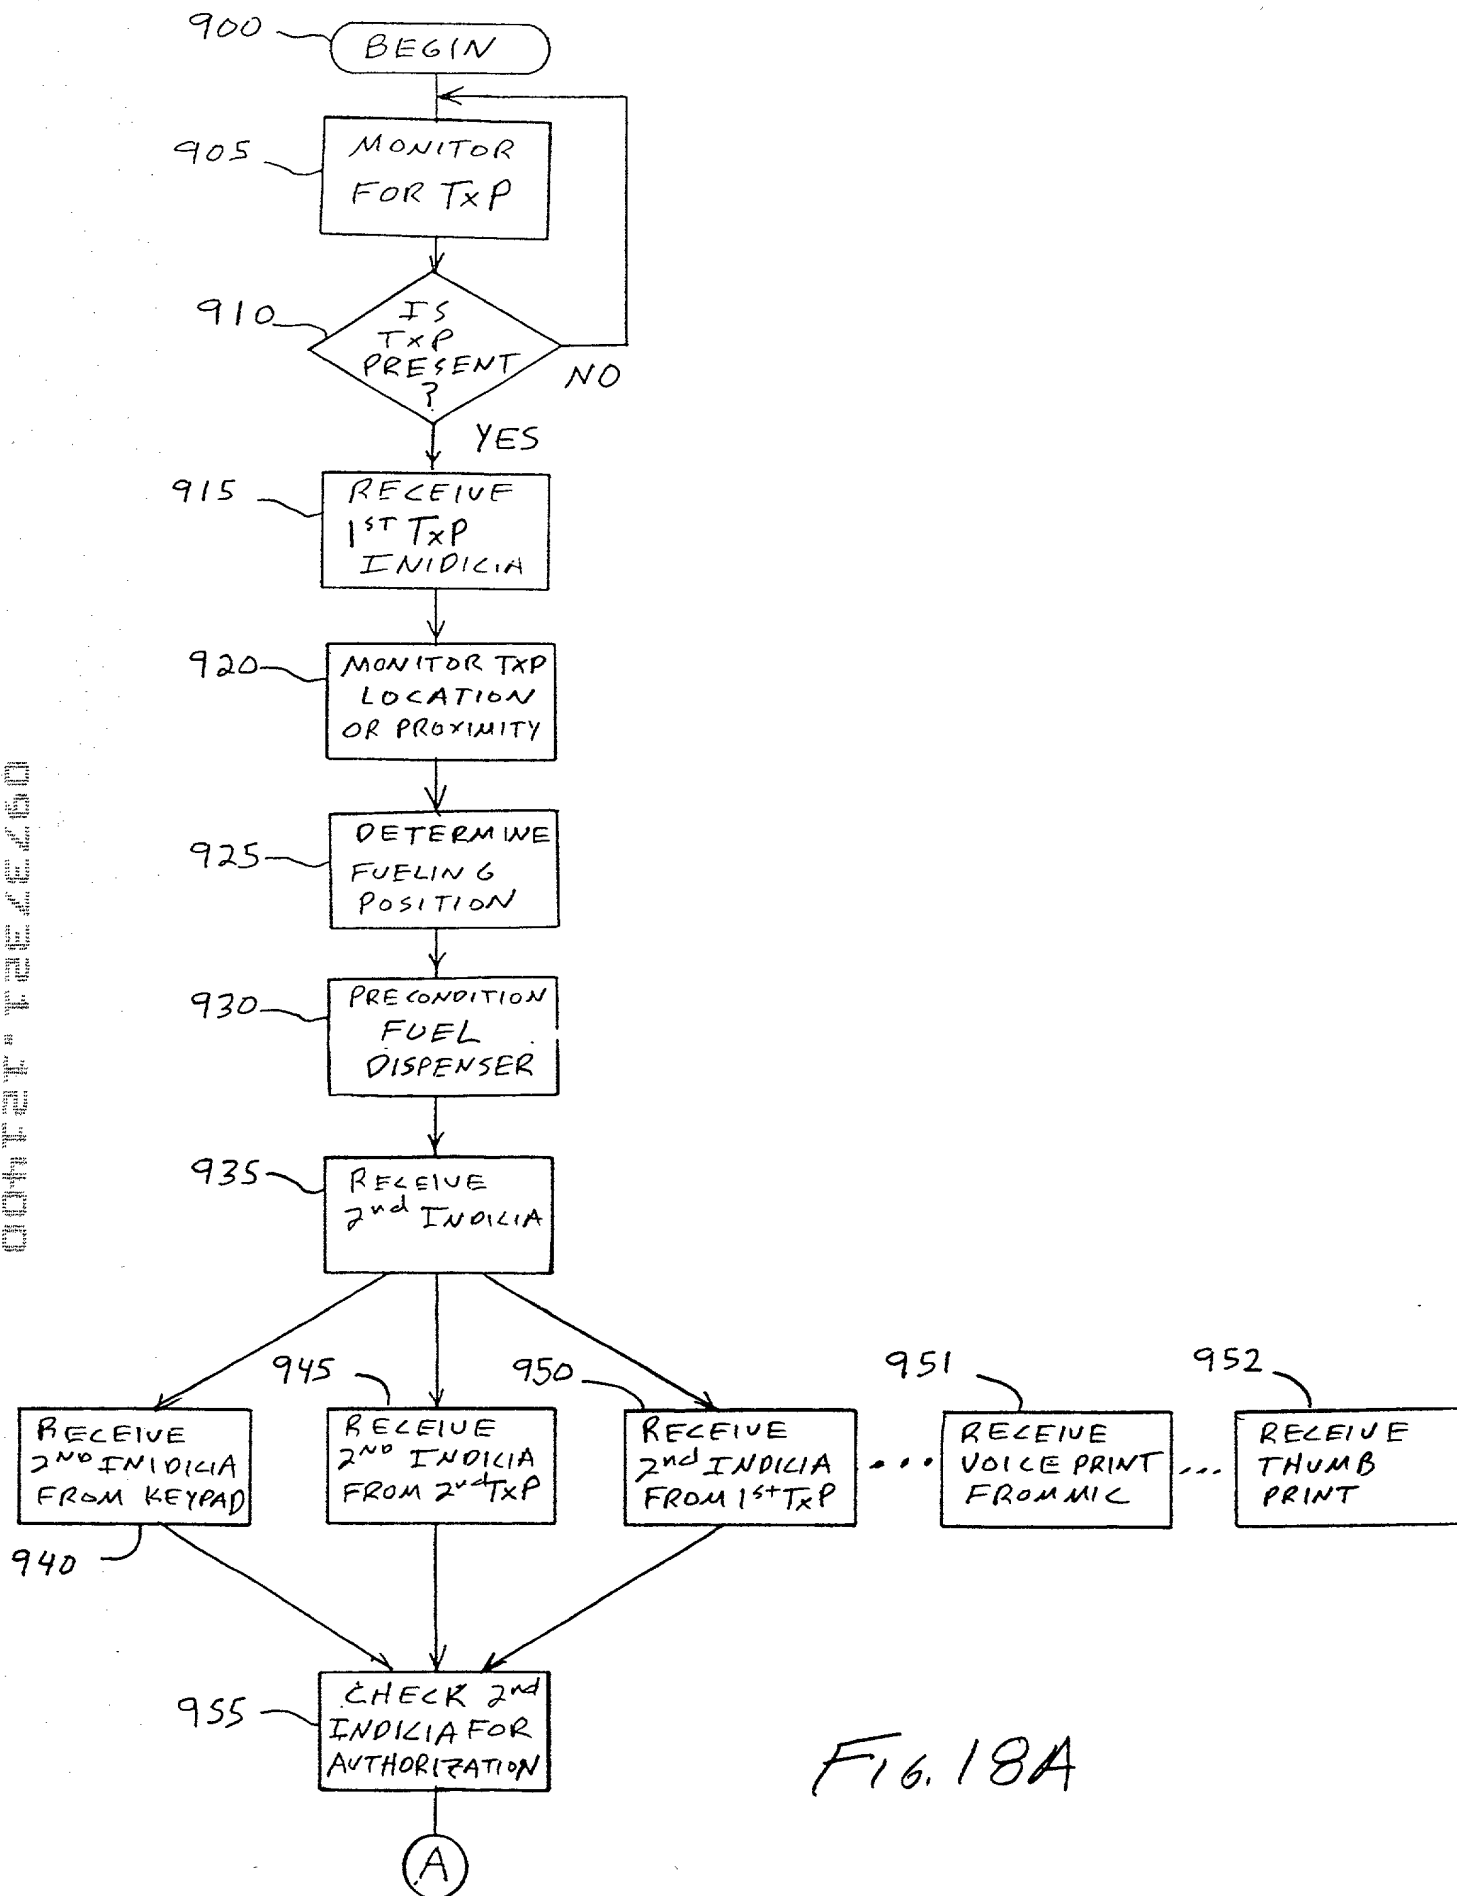 900
BEGIN
905
MONITOR
FOR TxP
910
IS
TxP
PRESENT
?
NO
YES
915
RECEIVE
1ST TxP
INIDICIA
920
MONITOR TXP
LOCATION
OR PROXIMITY
925
DETERMINE
FUELING
POSITION
930
PRECONDITION
FUEL
DISPENSER
935
RECEIVE
2nd INDICIA
940
RECEIVE
2ND INIDICIA
FROM KEYPAD
945
RECEIVE
2ND INDICIA
FROM 2nd TxP
950
RECEIVE
2nd INDICIA
FROM 1st TxP
...
951
RECEIVE
VOICE PRINT
FROM MIC
...
952
RECEIVE
THUMB
PRINT
955
CHECK 2nd
INDICIA FOR
AUTHORIZATION
A
FIG. 18A
09737321.121400